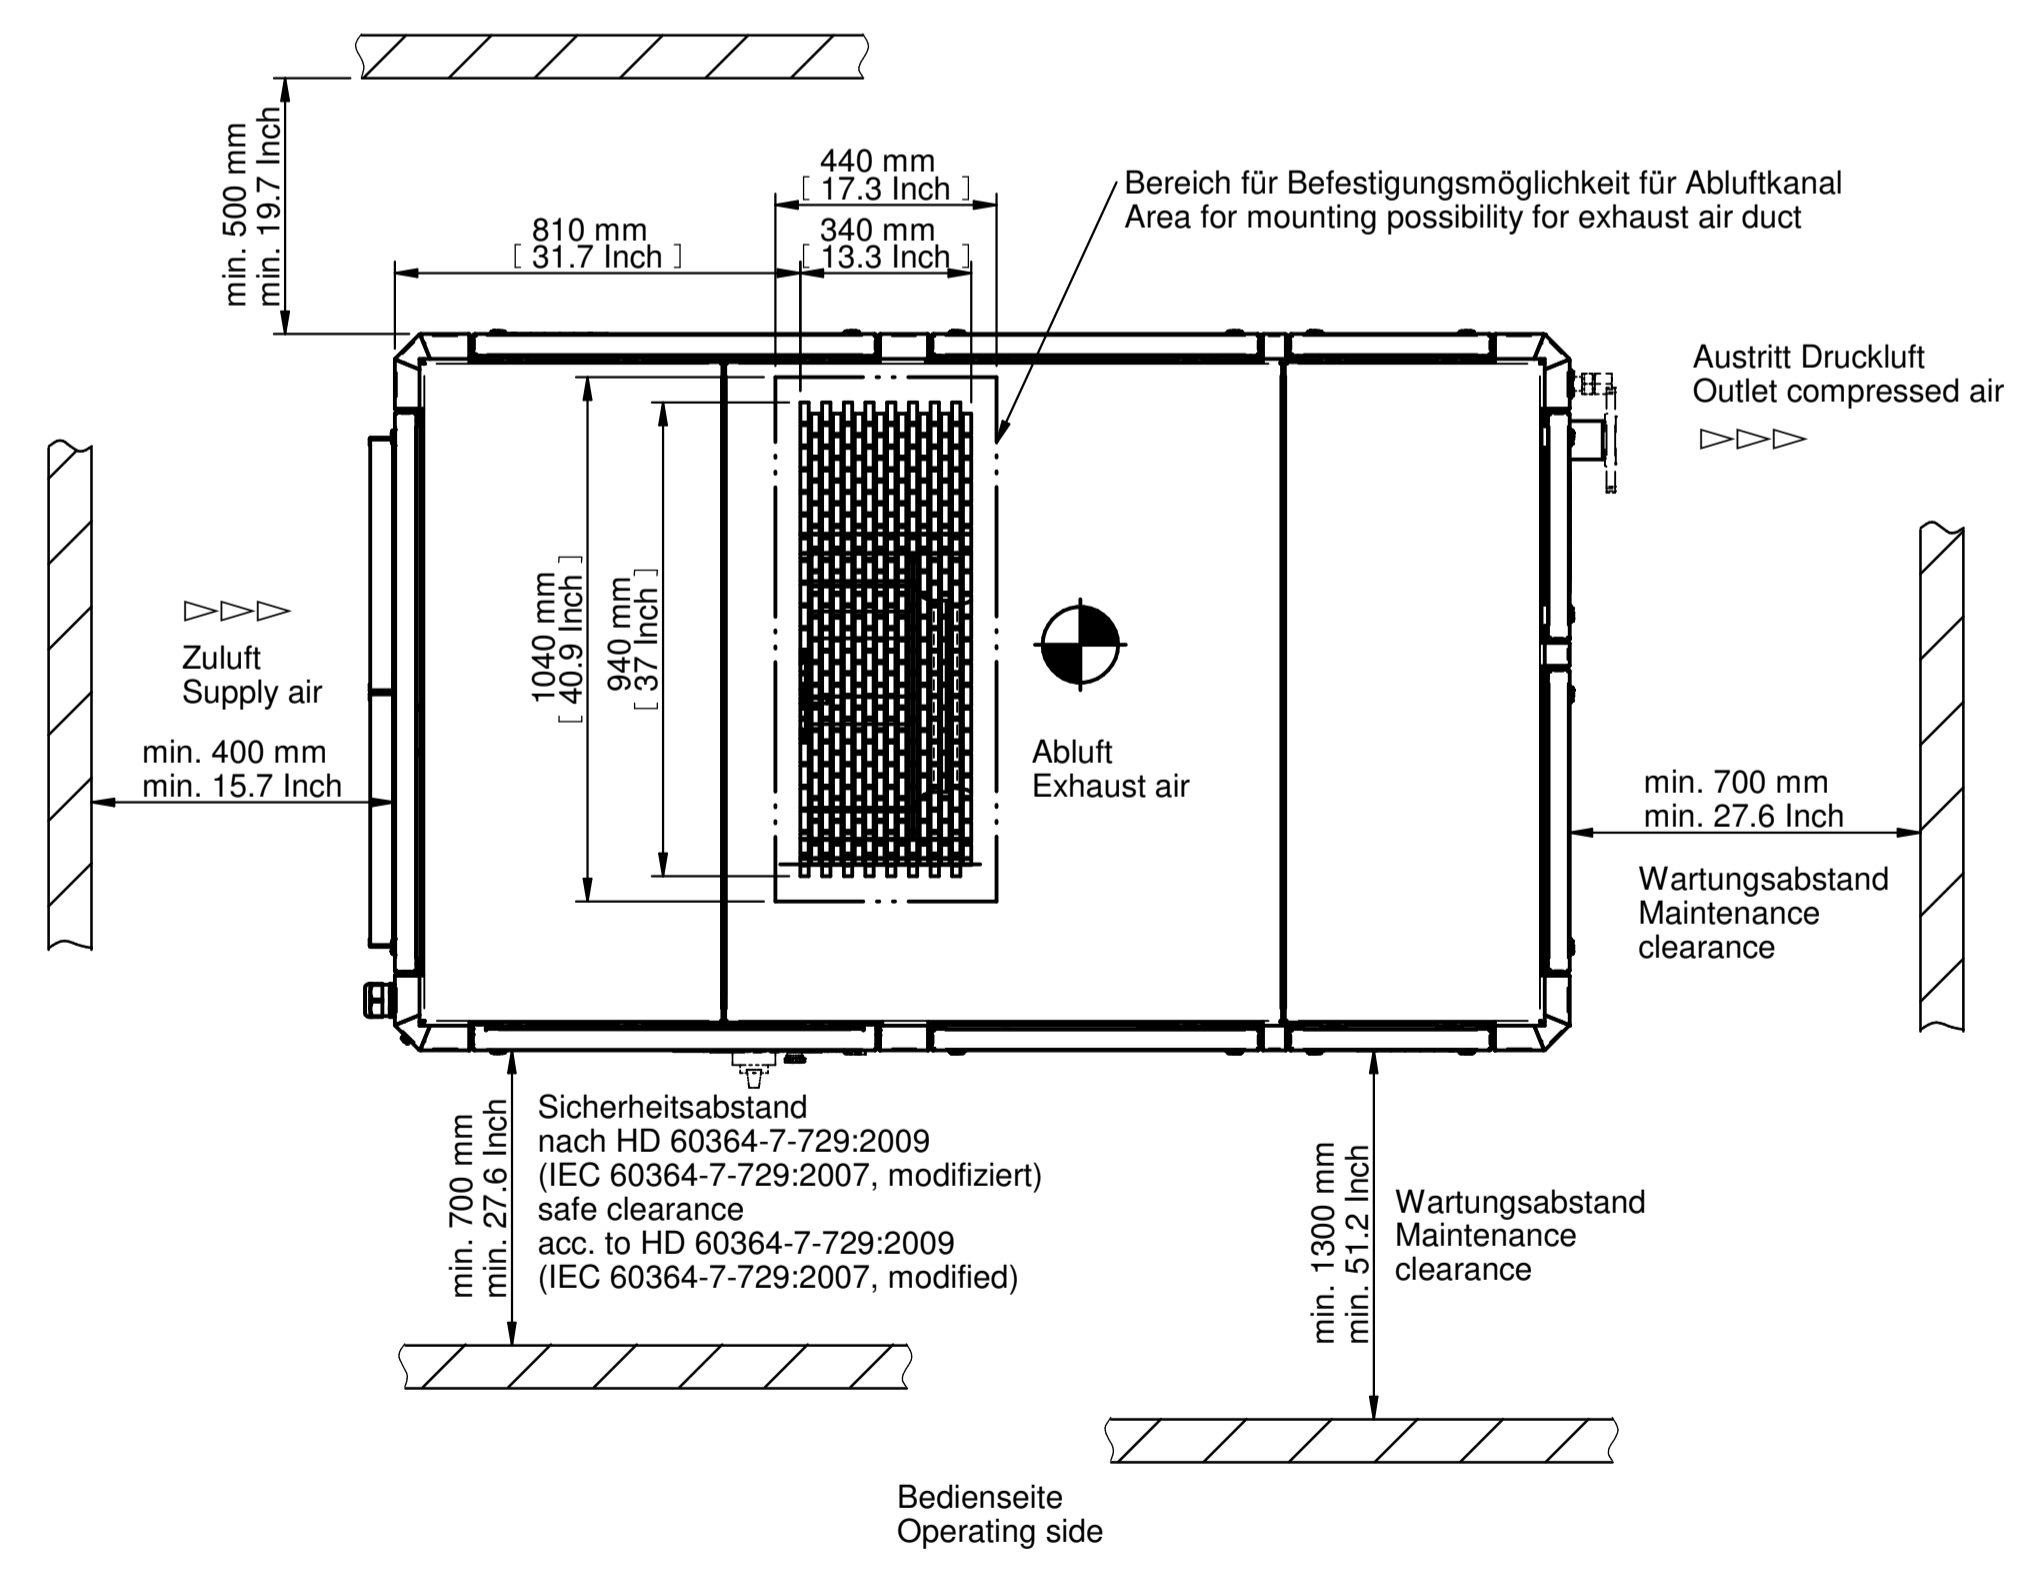 min. 500 mm
min. 19.7 Inch
440 mm
[ 17.3 Inch ]
Bereich für Befestigungsmöglichkeit für Abluftkanal
Area for mounting possibility for exhaust air duct
810 mm
[ 31.7 Inch ]
340 mm
[ 13.3 Inch ]
Austritt Druckluft
Outlet compressed air
1040 mm
[ 40.9 Inch ]
940 mm
[ 37 Inch ]
Zuluft
Supply air
min. 400 mm
min. 15.7 Inch
Abluft
Exhaust air
min. 700 mm
min. 27.6 Inch
Wartungsabstand
Maintenance
clearance
min. 700 mm
min. 27.6 Inch
Sicherheitsabstand
nach HD 60364-7-729:2009
(IEC 60364-7-729:2007, modifiziert)
safe clearance
acc. to HD 60364-7-729:2009
(IEC 60364-7-729:2007, modified)
min. 1300 mm
min. 51.2 Inch
Wartungsabstand
Maintenance
clearance
Bedienseite
Operating side